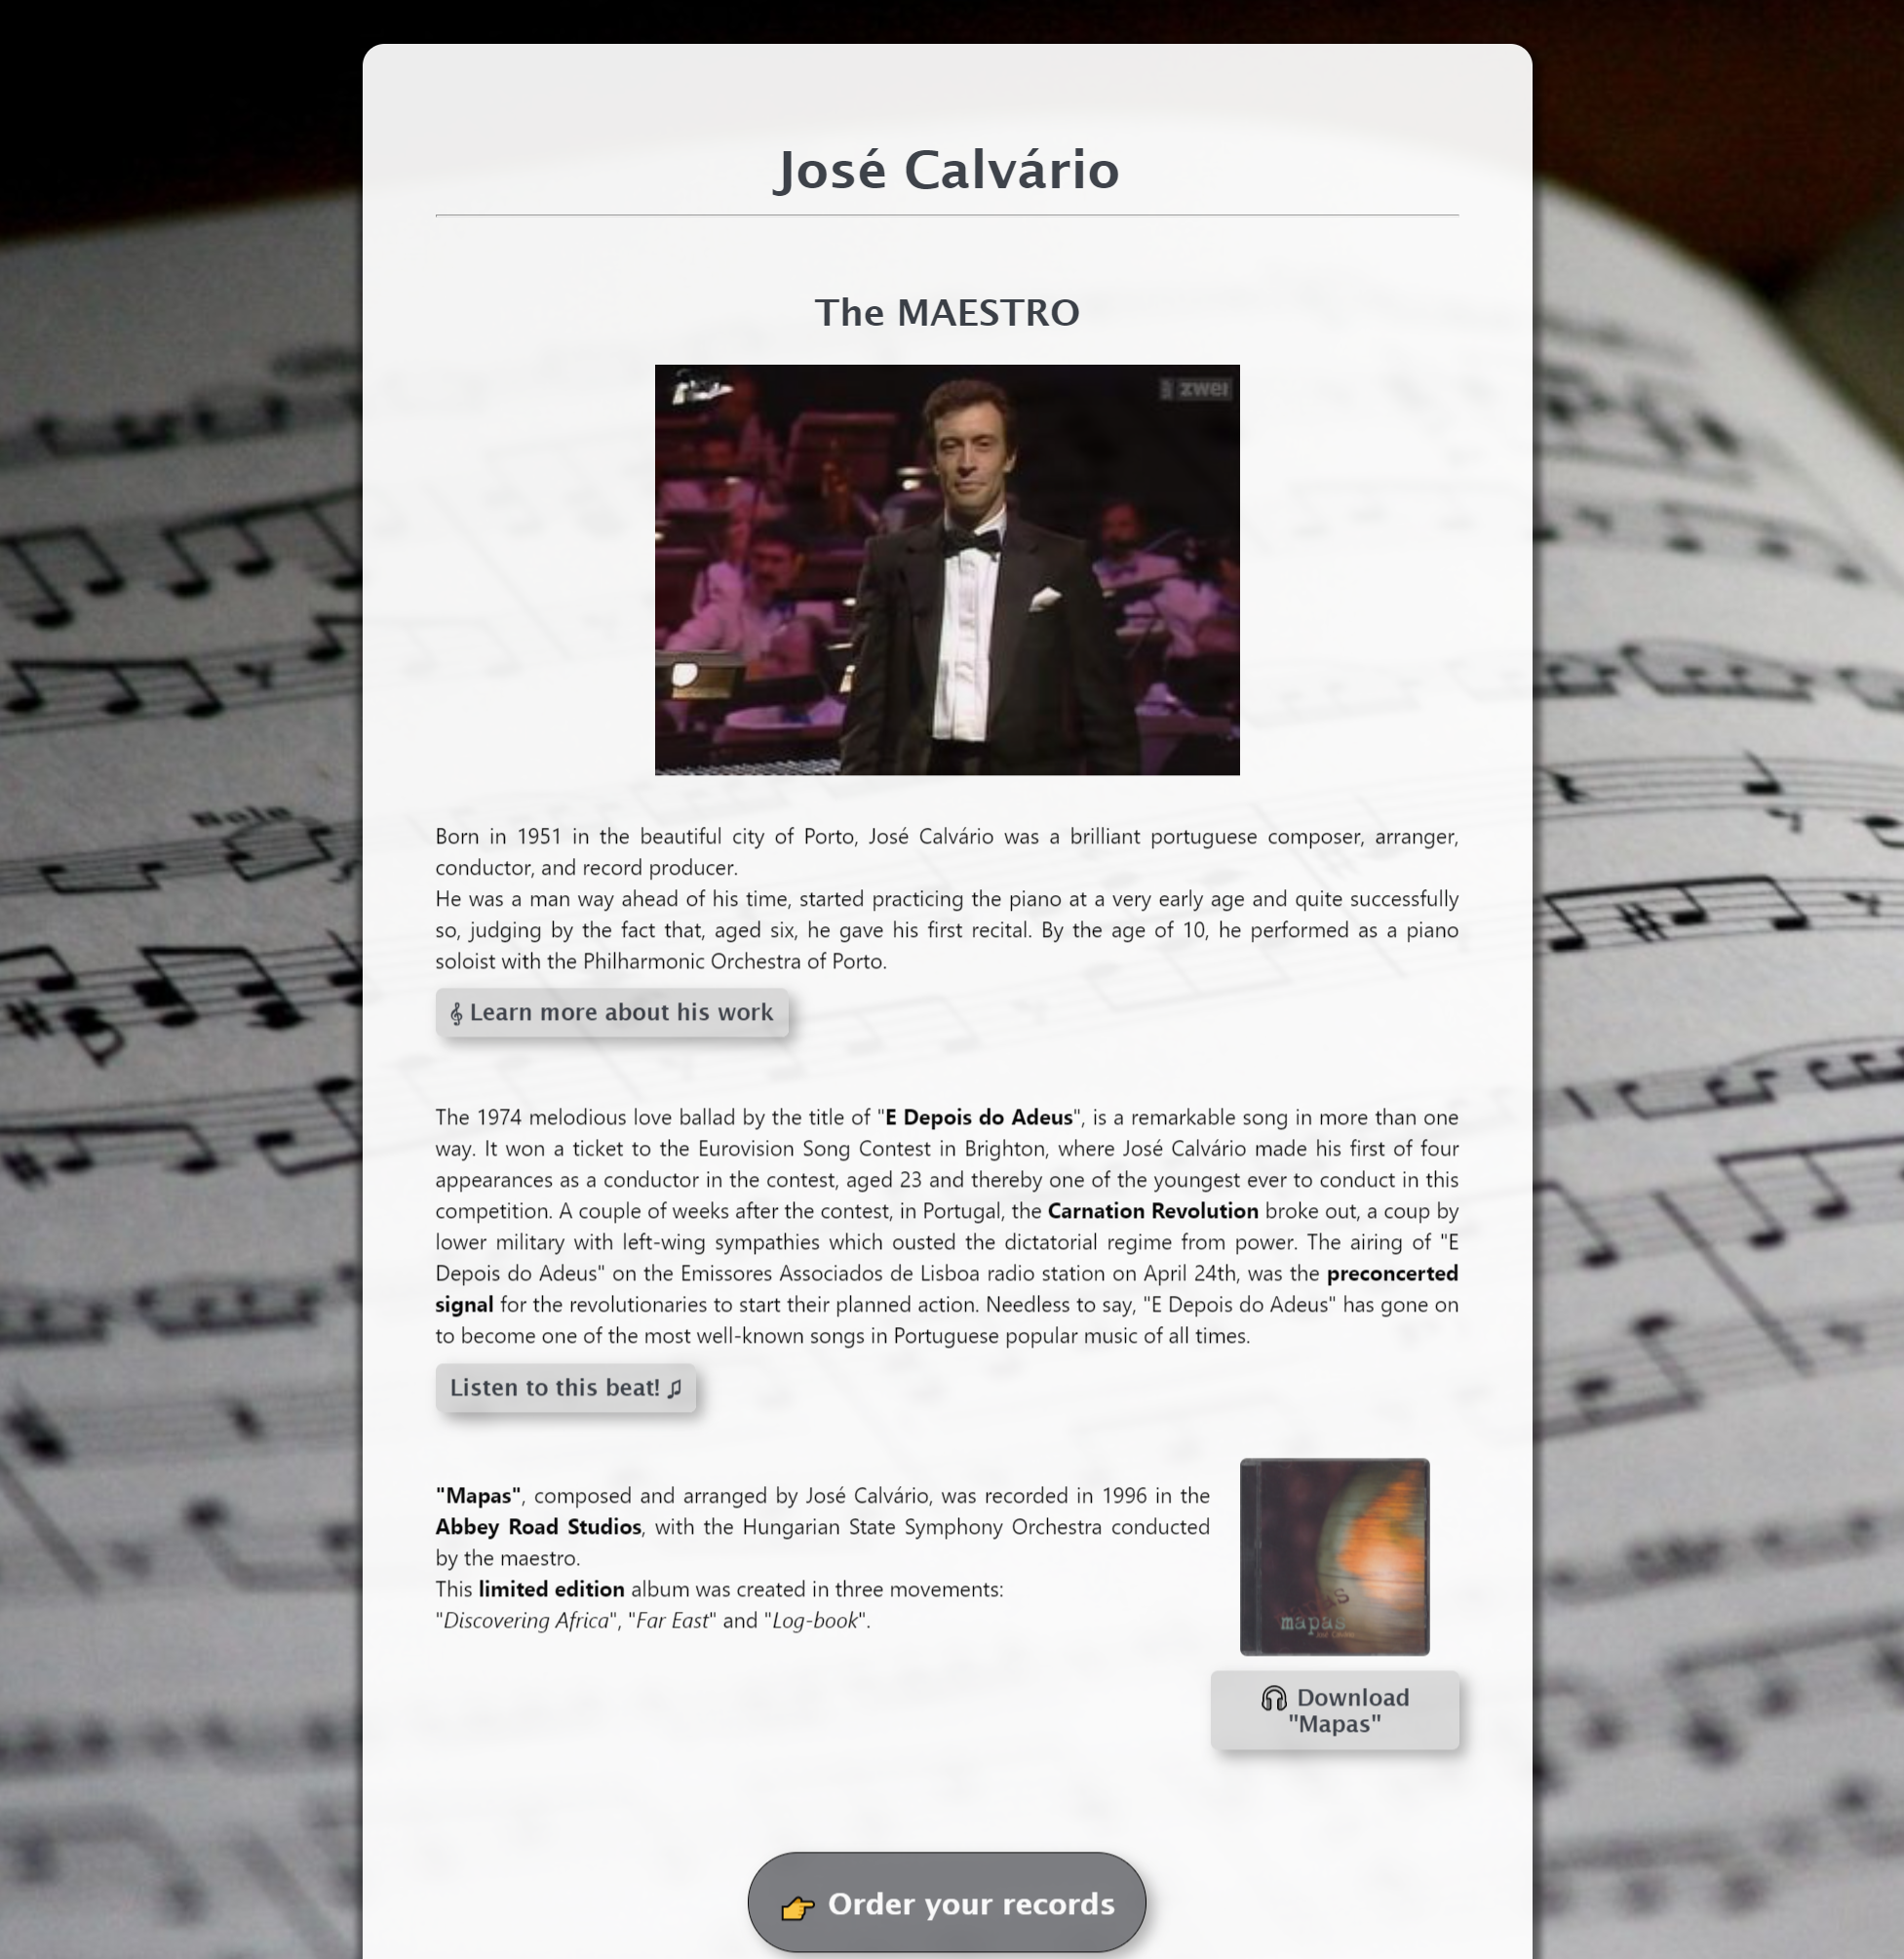 José Calvário
The MAESTRO
zwei
Born in 1951 in the beautiful city of Porto, José Calvário was a brilliant portuguese composer, arranger,
conductor, and record producer.
He was a man way ahead of his time, started practicing the piano at a very early age and quite successfully
so, judging by the fact that, aged six, he gave his first recital. By the age of 10, he performed as a piano
soloist with the Philharmonic Orchestra of Porto.
𝄞 Learn more about his work
The 1974 melodious love ballad by the title of "E Depois do Adeus", is a remarkable song in more than one
way. It won a ticket to the Eurovision Song Contest in Brighton, where José Calvário made his first of four
appearances as a conductor in the contest, aged 23 and thereby one of the youngest ever to conduct in this
competition. A couple of weeks after the contest, in Portugal, the Carnation Revolution broke out, a coup by
lower military with left-wing sympathies which ousted the dictatorial regime from power. The airing of "E
Depois do Adeus" on the Emissores Associados de Lisboa radio station on April 24th, was the preconcerted
signal for the revolutionaries to start their planned action. Needless to say, "E Depois do Adeus" has gone on
to become one of the most well-known songs in Portuguese popular music of all times.
Listen to this beat! ♫
"Mapas", composed and arranged by José Calvário, was recorded in 1996 in the
Abbey Road Studios, with the Hungarian State Symphony Orchestra conducted
by the maestro.
This limited edition album was created in three movements:
"Discovering Africa", "Far East" and "Log-book".
mapas
José Calvário
🎧 Download
"Mapas"
👉 Order your records